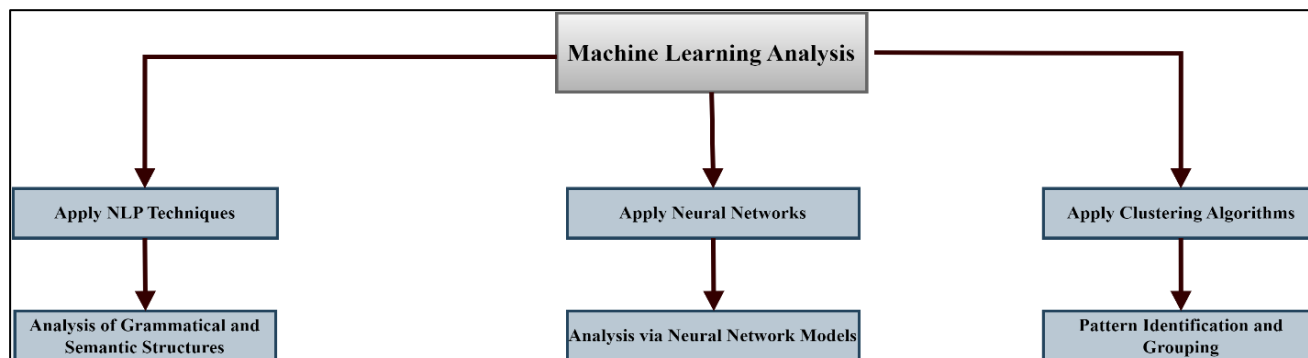 Machine Learning Analysis
Apply NLP Techniques
Apply Neural Networks
Apply Clustering Algorithms
Analysis of Grammatical and
Semantic Structures
Analysis via Neural Network Models
Pattern Identification and
Grouping